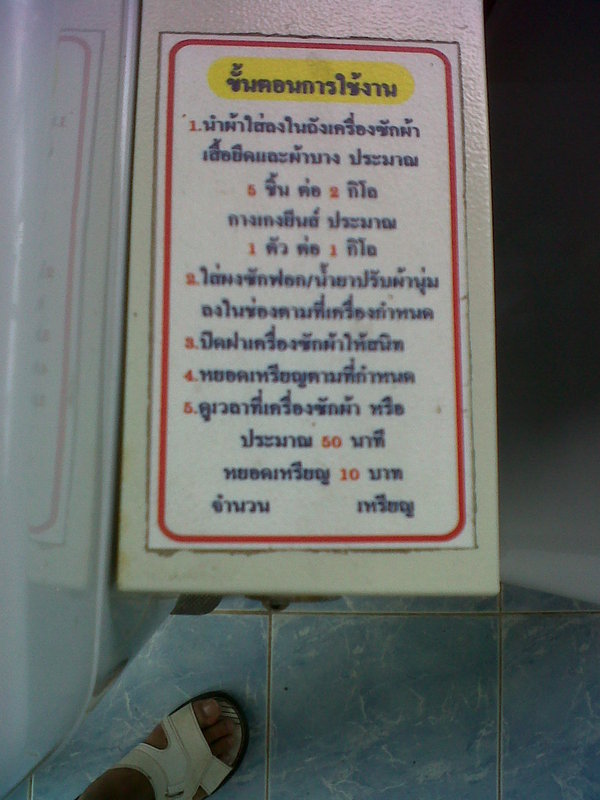 ขั้นตอนการใช้งาน
1.นำผ้าใส่ลงในถังเครื่องซักผ้า
เสื้อยืดและผ้าบาง ประมาณ
5 ชิ้น ต่อ 2 กิโล
กางเกงยีนส์ ประมาณ
1 ตัว ต่อ 1 กิโล
2.ใส่ผงซักฟอก/น้ำยาปรับผ้านุ่ม
ลงในช่องตามที่เครื่องกำหนด
3.ปิดฝาเครื่องซักผ้าให้สนิท
4.หยอดเหรียญตามที่กำหนด
5.ดูเวลาที่เครื่องซักผ้า หรือ
ประมาณ 50 นาที
หยอดเหรียญ 10 บาท
จำนวน เหรียญ